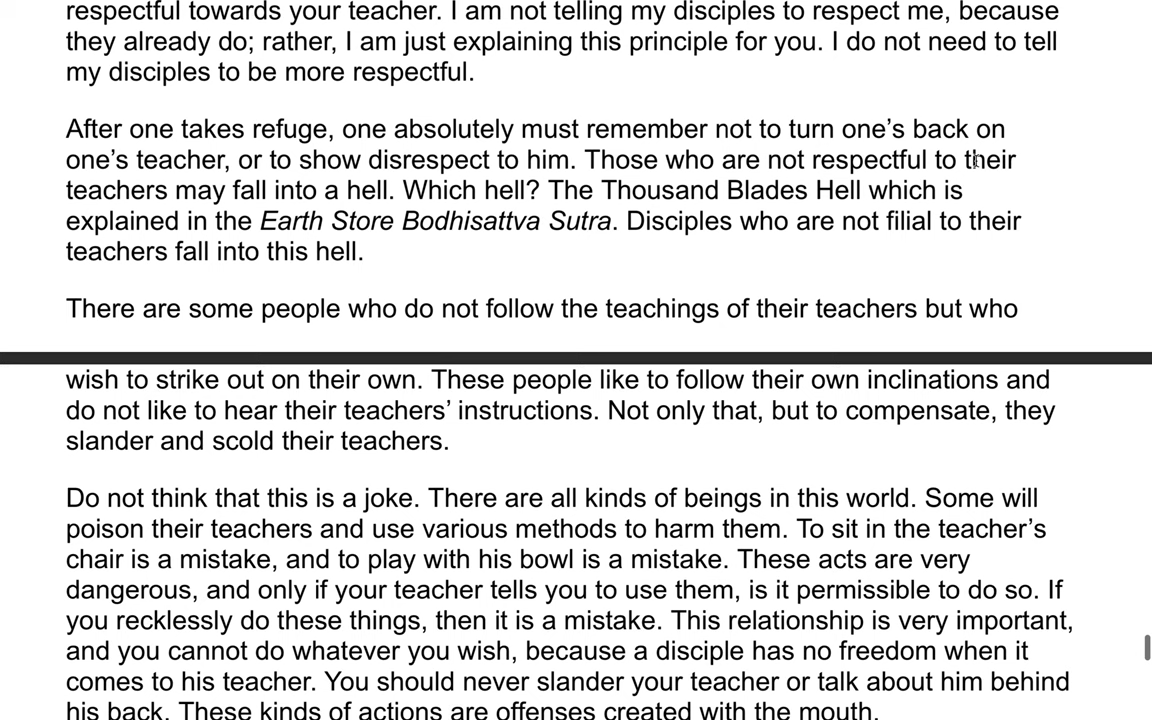 respectful towards your teacher. I am not telling my disciples to respect me, because
they already do; rather, I am just explaining this principle for you. I do not need to tell
my disciples to be more respectful.
After one takes refuge, one absolutely must remember not to turn one’s back on
one’s teacher, or to show disrespect to him. Those who are not respectful to their
teachers may fall into a hell. Which hell? The Thousand Blades Hell which is
explained in the Earth Store Bodhisattva Sutra. Disciples who are not filial to their
teachers fall into this hell.
There are some people who do not follow the teachings of their teachers but who
wish to strike out on their own. These people like to follow their own inclinations and
do not like to hear their teachers’ instructions. Not only that, but to compensate, they
slander and scold their teachers.
Do not think that this is a joke. There are all kinds of beings in this world. Some will
poison their teachers and use various methods to harm them. To sit in the teacher’s
chair is a mistake, and to play with his bowl is a mistake. These acts are very
dangerous, and only if your teacher tells you to use them, is it permissible to do so. If
you recklessly do these things, then it is a mistake. This relationship is very important,
and you cannot do whatever you wish, because a disciple has no freedom when it
comes to his teacher. You should never slander your teacher or talk about him behind
his back. These kinds of actions are offenses created with the mouth.